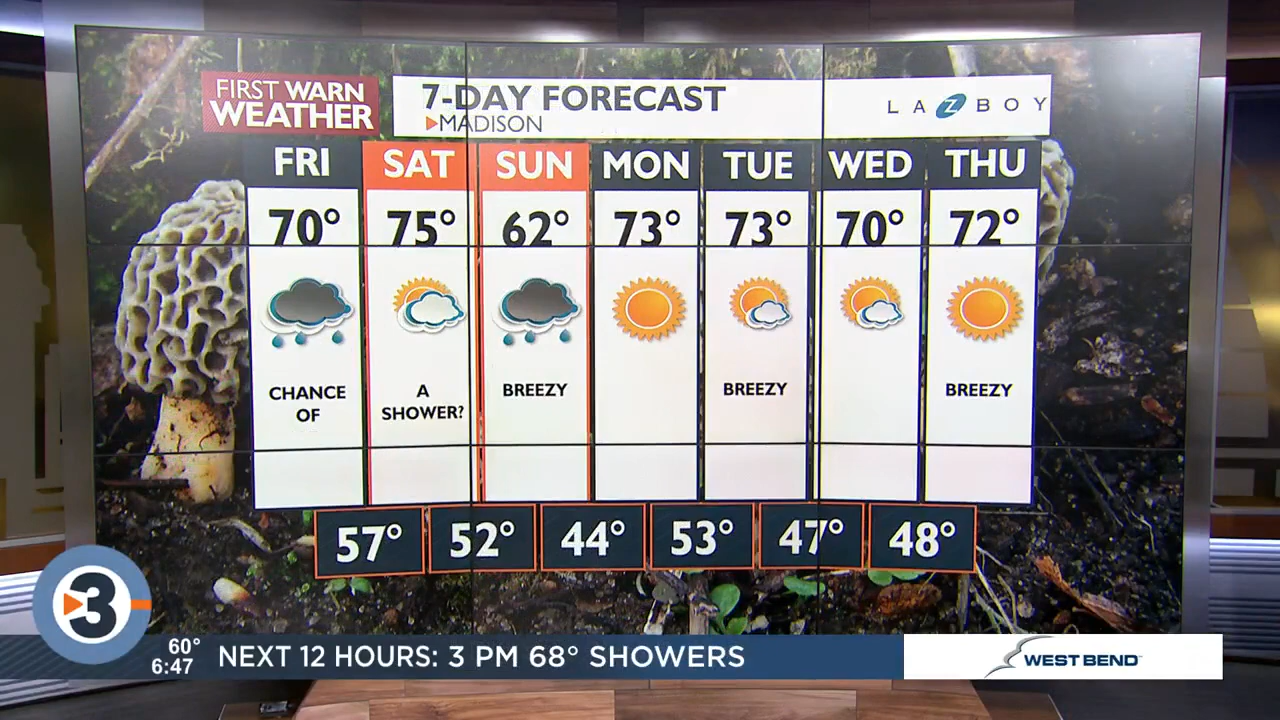 FIRST WARN
WEATHER
7-DAY FORECAST
MADISON
LA Z BOY
FRI SAT SUN MON TUE WED THU
70° 75° 62° 73° 73° 70° 72°
CHANCE
OF
A
SHOWER?
BREEZY
BREEZY
BREEZY
57° 52° 44° 53° 47° 48°
3
60°
6:47
NEXT 12 HOURS: 3 PM 68° SHOWERS
WEST BEND